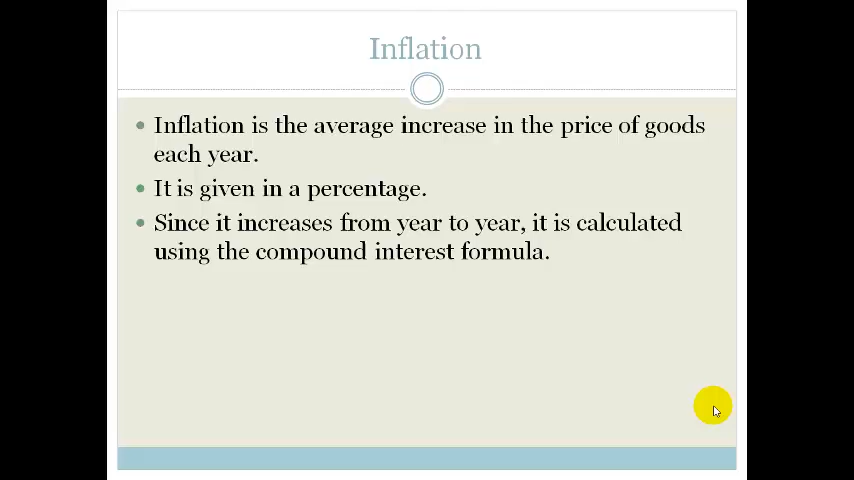 Inflation
Inflation is the average increase in the price of goods
each year.
It is given in a percentage.
Since it increases from year to year, it is calculated
using the compound interest formula.